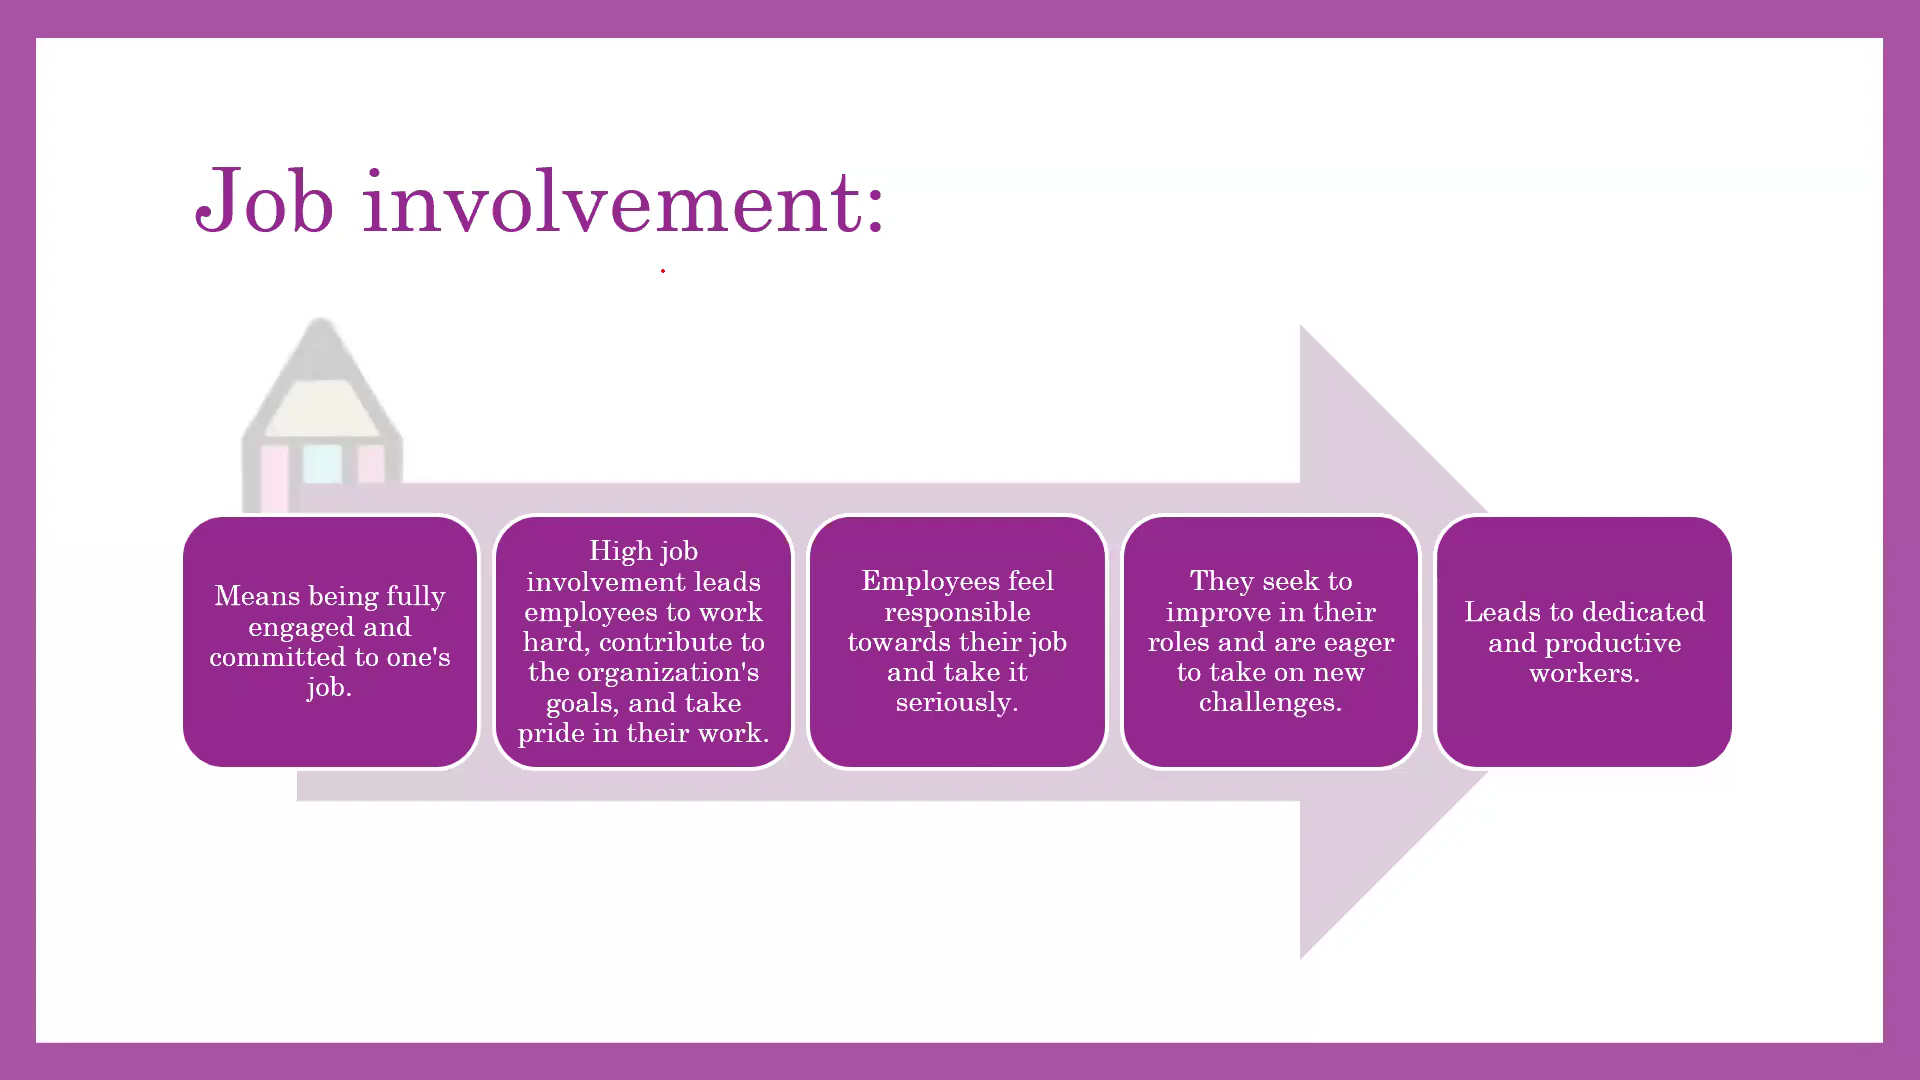 Job involvement:
Means being fully
engaged and
committed to one's
job.
High job
involvement leads
employees to work
hard, contribute to
the organization's
goals, and take
pride in their work.
Employees feel
responsible
towards their job
and take it
seriously.
They seek to
improve in their
roles and are eager
to take on new
challenges.
Leads to dedicated
and productive
workers.